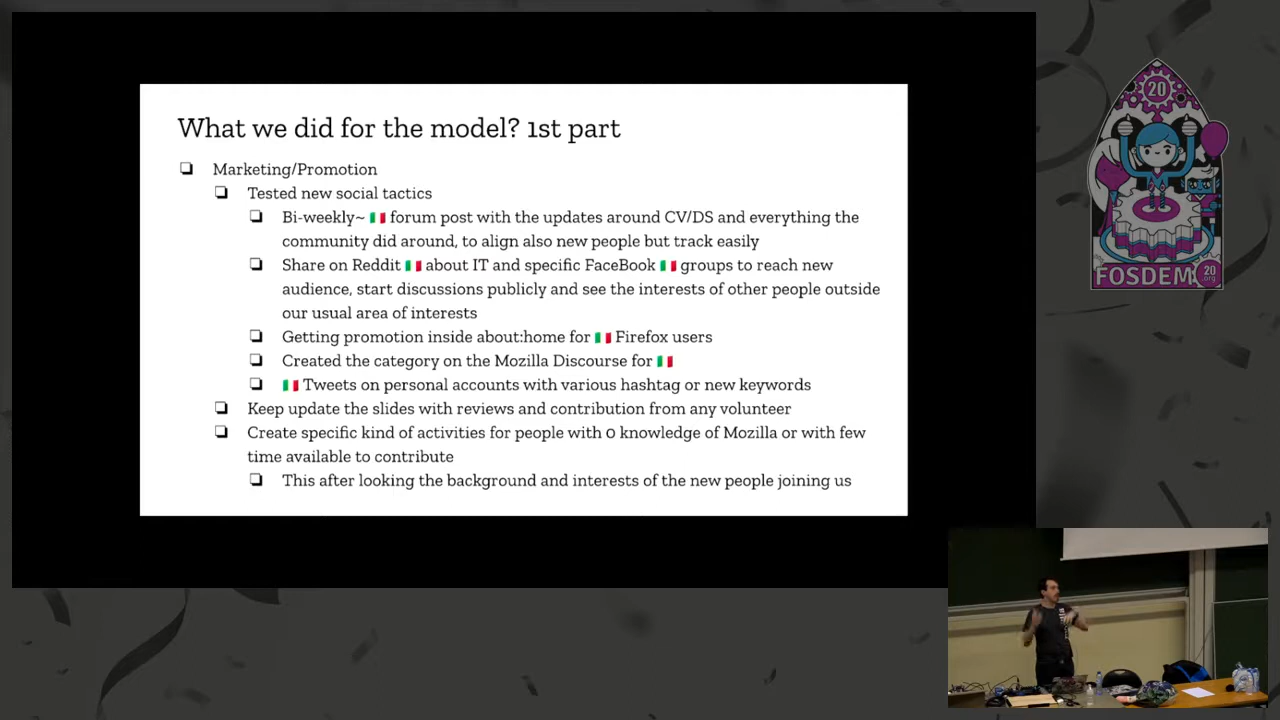 What we did for the model? 1st part
❏ Marketing/Promotion
❏ Tested new social tactics
❏ Bi-weekly~ 🇮🇹 forum post with the updates around CV/DS and everything the
community did around, to align also new people but track easily
❏ Share on Reddit 🇮🇹 about IT and specific FaceBook 🇮🇹 groups to reach new
audience, start discussions publicly and see the interests of other people outside
our usual area of interests
❏ Getting promotion inside about:home for 🇮🇹 Firefox users
❏ Created the category on the Mozilla Discourse for 🇮🇹
❏ 🇮🇹 Tweets on personal accounts with various hashtag or new keywords
❏ Keep update the slides with reviews and contribution from any volunteer
❏ Create specific kind of activities for people with 0 knowledge of Mozilla or with few
time available to contribute
❏ This after looking the background and interests of the new people joining us
20
FOSDEM 20
.org